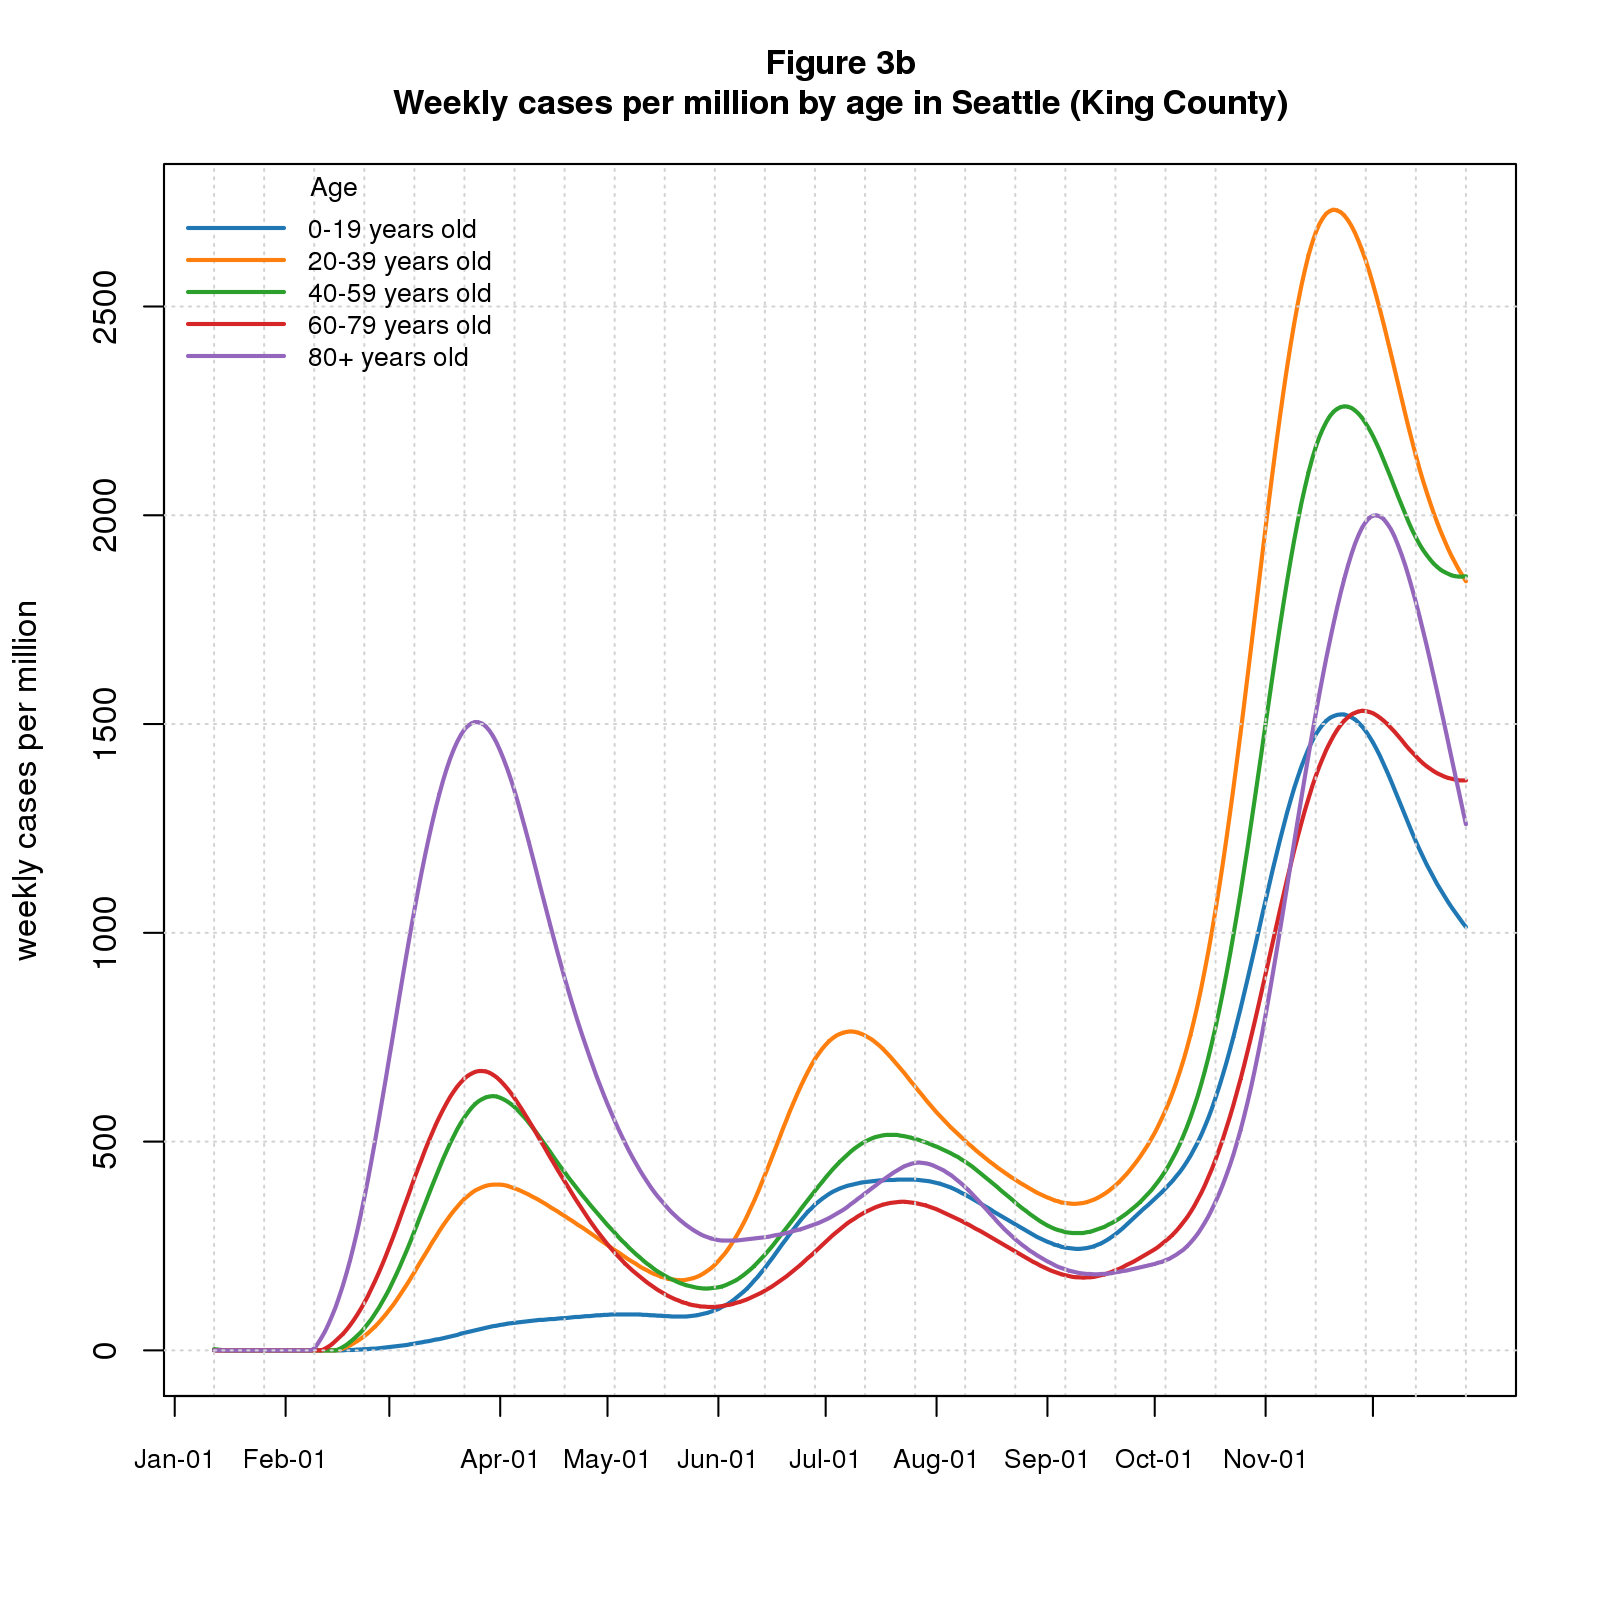 Figure 3b
Weekly cases per million by age in Seattle (King County)
Age
0-19 years old
20-39 years old
40-59 years old
60-79 years old
80+ years old
weekly cases per million
2500
2000
1500
1000
500
0
Jan-01 Feb-01 Apr-01 May-01 Jun-01 Jul-01 Aug-01 Sep-01 Oct-01 Nov-01